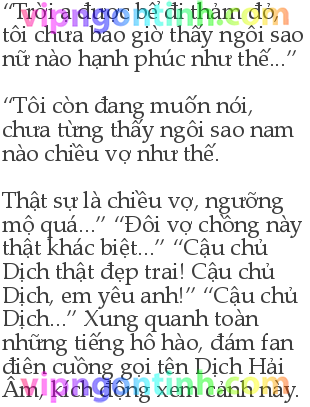 “Trời ạ được bế đi thảm đỏ,
tôi chưa bao giờ thấy ngôi sao
nữ nào hạnh phúc như thế...”
“Tôi còn đang muốn nói,
chưa từng thấy ngôi sao nam
nào chiều vợ như thế.
Thật sự là chiều vợ, ngưỡng
mộ quá...” “Đôi vợ chồng này
thật khác biệt...” “Cậu chủ
Dịch thật đẹp trai! Cậu chủ
Dịch, em yêu anh!” “Cậu chủ
Dịch...” Xung quanh toàn
những tiếng hô hào, đám fan
điên cuồng gọi tên Dịch Hải
Âm, kích động xem cảnh này.
vipngontinh.com
vipngontinh.com